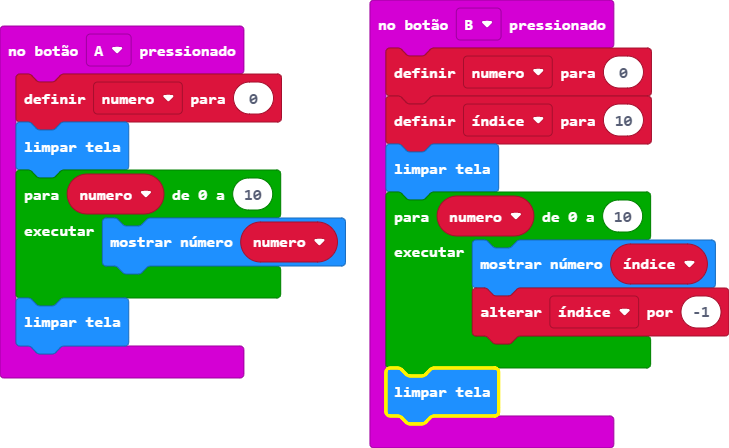 no botão A pressionado
definir numero para 0
limpar tela
para numero de 0 a 10
executar
mostrar número numero
limpar tela
no botão B pressionado
definir numero para 0
definir índice para 10
limpar tela
para numero de 0 a 10
executar
mostrar número índice
alterar índice por -1
limpar tela